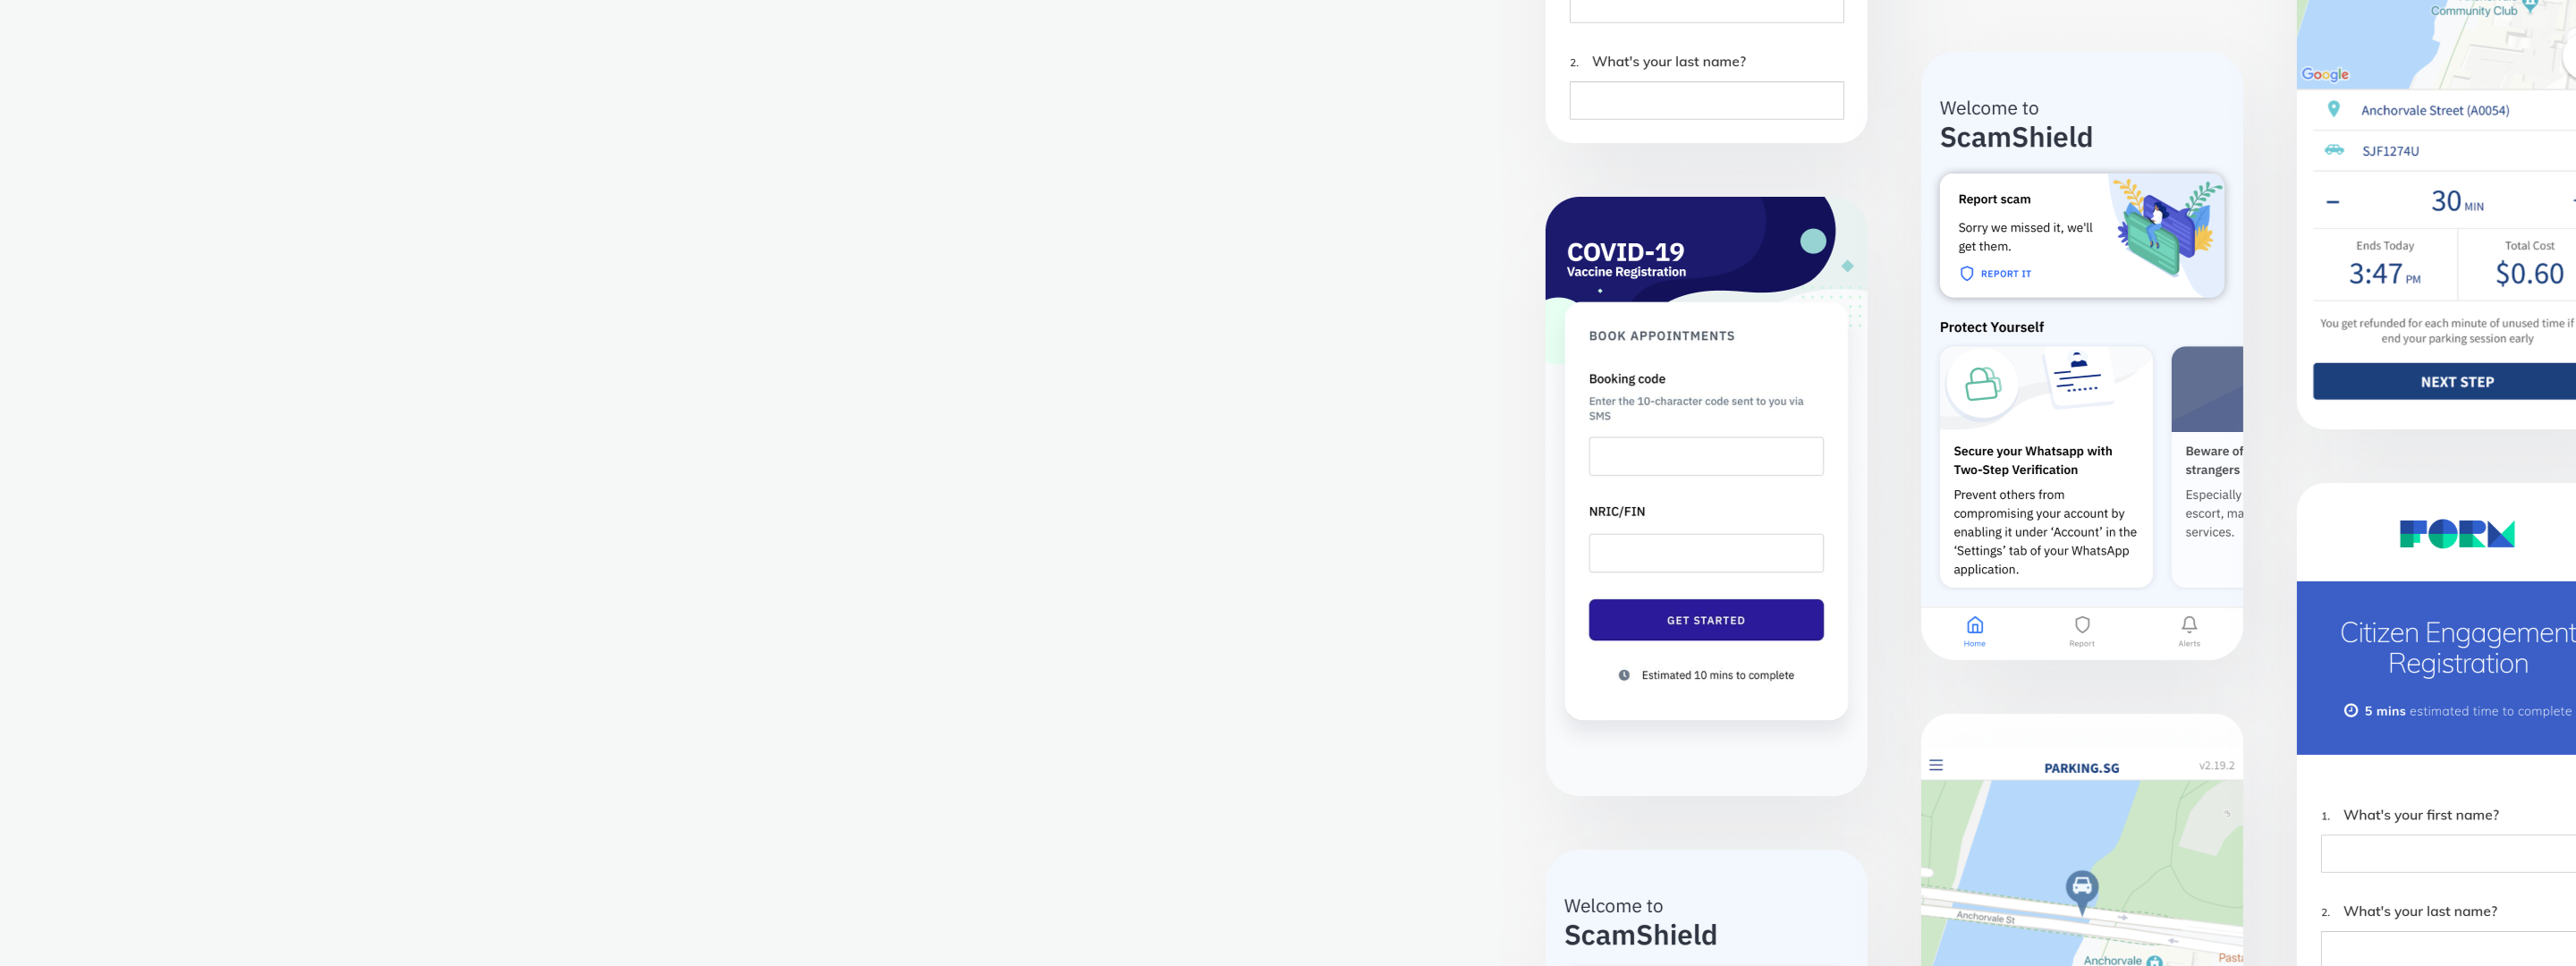 2. What's your last name?
COVID-19
Vaccine Registration
BOOK APPOINTMENTS
Booking code
Enter the 10-character code sent to you via
SMS
NRIC/FIN
GET STARTED
Estimated 10 mins to complete
Welcome to
ScamShield
Welcome to
ScamShield
Report scam
Sorry we missed it, we'll
get them.
REPORT IT
Protect Yourself
Secure your Whatsapp with
Two-Step Verification
Prevent others from
compromising your account by
enabling it under ‘Account’ in the
‘Settings’ tab of your WhatsApp
application.
Beware of
strangers
Especially
escort, ma
services.
Home
Report
Alerts
PARKING.SG
v2.19.2
Anchorvale St
Anchorvale
Community Club
Google
Anchorvale Street (A0054)
SJF1274U
– 30 MIN
Ends Today
3:47 PM
Total Cost
$0.60
You get refunded for each minute of unused time if
end your parking session early
NEXT STEP
FORM
Citizen Engagement
Registration
5 mins estimated time to complete
1. What's your first name?
2. What's your last name?